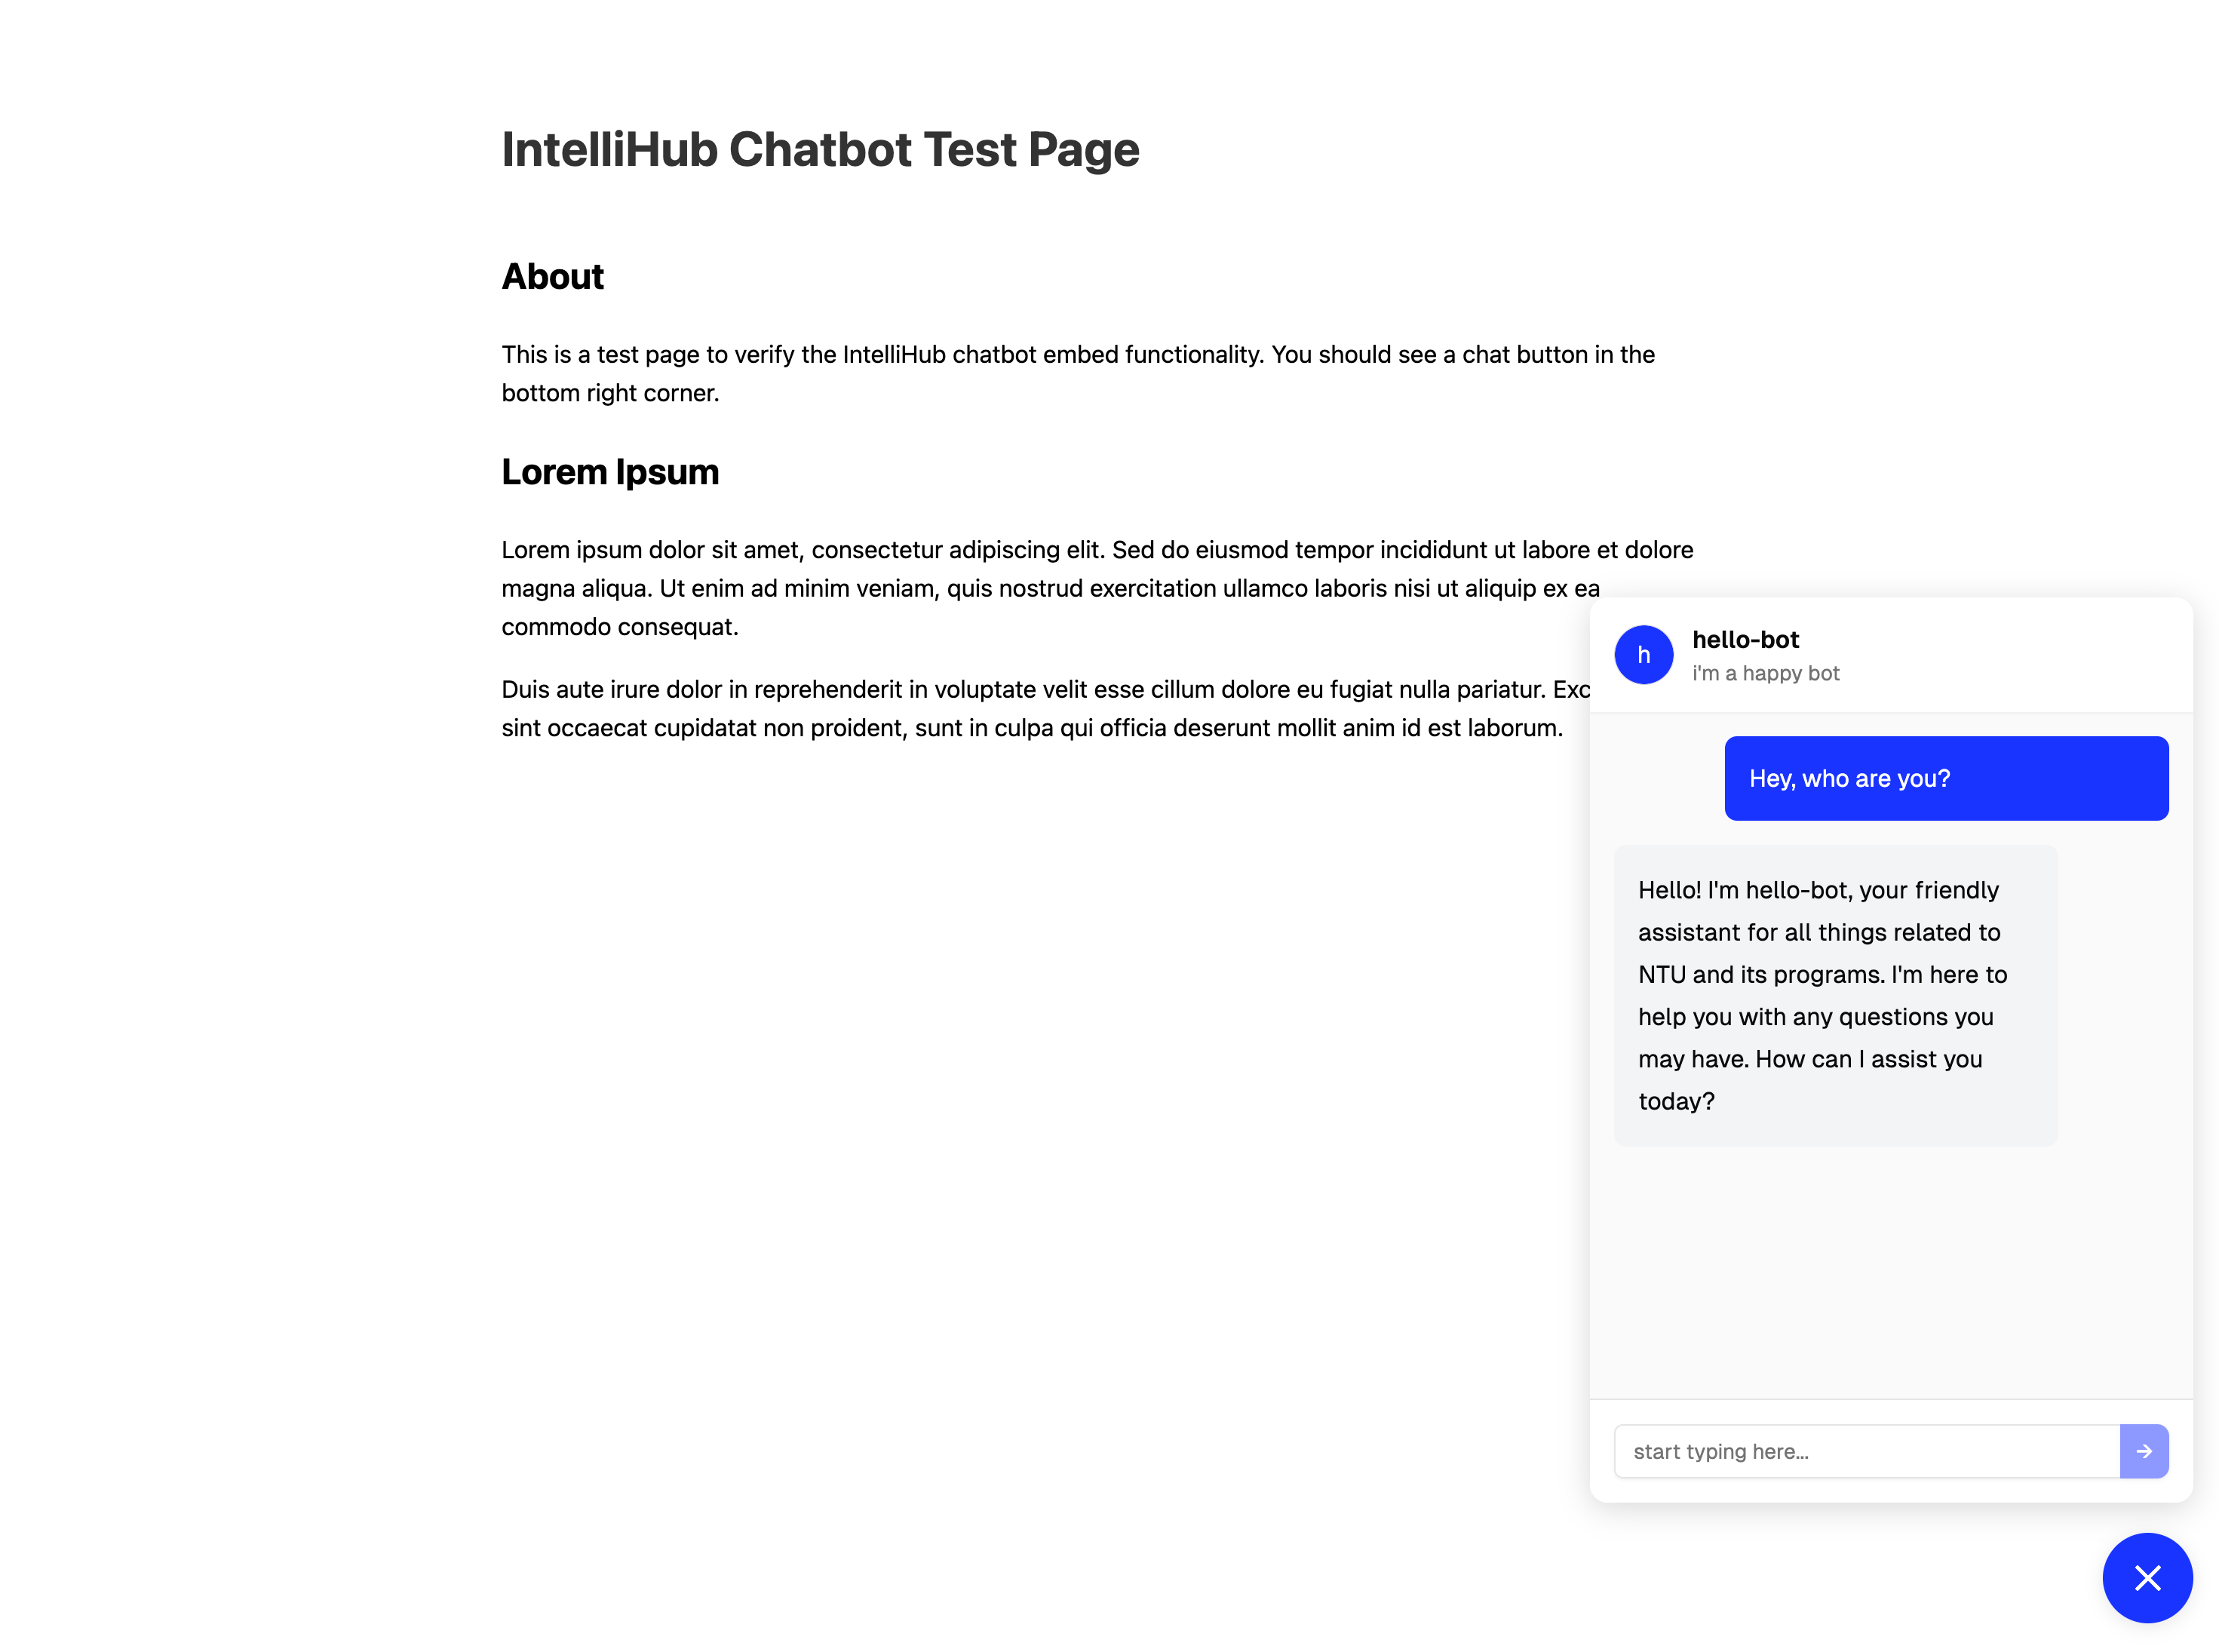 IntelliHub Chatbot Test Page
About
This is a test page to verify the IntelliHub chatbot embed functionality. You should see a chat button in the
bottom right corner.
Lorem Ipsum
Lorem ipsum dolor sit amet, consectetur adipiscing elit. Sed do eiusmod tempor incididunt ut labore et dolore
magna aliqua. Ut enim ad minim veniam, quis nostrud exercitation ullamco laboris nisi ut aliquip ex ea
commodo consequat.
Duis aute irure dolor in reprehenderit in voluptate velit esse cillum dolore eu fugiat nulla pariatur. Exc
sint occaecat cupidatat non proident, sunt in culpa qui officia deserunt mollit anim id est laborum.
h
hello-bot
i'm a happy bot
Hey, who are you?
Hello! I'm hello-bot, your friendly
assistant for all things related to
NTU and its programs. I'm here to
help you with any questions you
may have. How can I assist you
today?
start typing here...